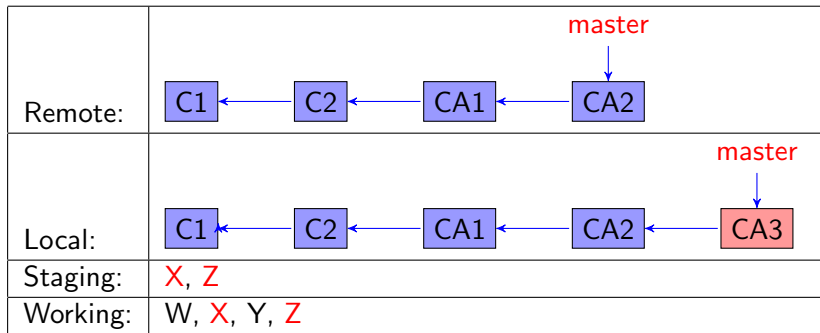 master
Remote: C1 C2 CA1 CA2
master
Local: C1 C2 CA1 CA2 CA3
Staging: X, Z
Working: W, X, Y, Z